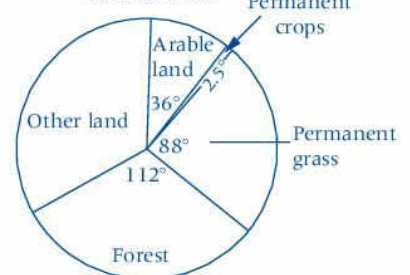 Permanent
crops
Arable
land
2.5°
36°
Other land
88°
Permanent
grass
112°
Forest